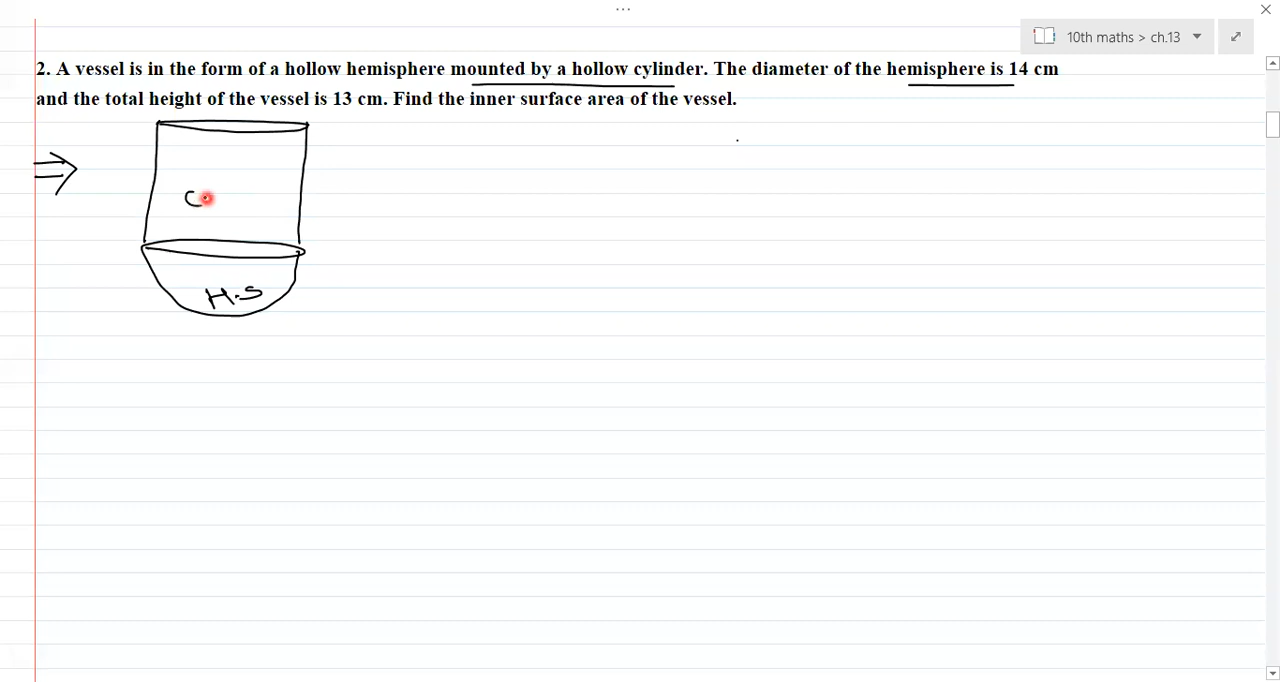 10th maths > ch.13
2. A vessel is in the form of a hollow hemisphere mounted by a hollow cylinder. The diameter of the hemisphere is 14 cm
and the total height of the vessel is 13 cm. Find the inner surface area of the vessel.
C
H.S